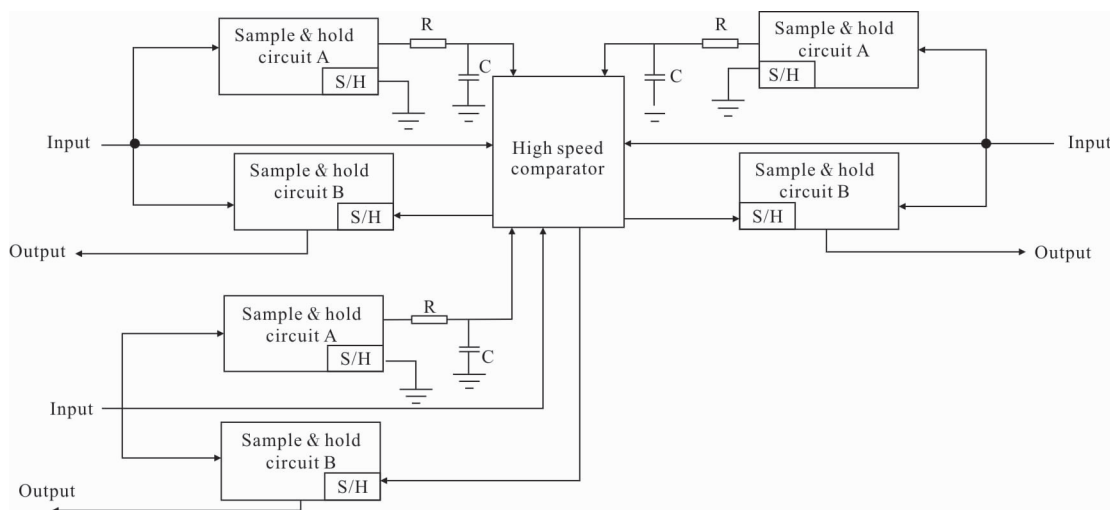 R
Sample & hold
circuit A
S/H
C
Input
Sample & hold
circuit B
S/H
Output
High speed
comparator
R
Sample & hold
circuit A
S/H
C
Input
Sample & hold
circuit B
S/H
Output
Sample & hold
circuit A
S/H
R
C
Input
Sample & hold
circuit B
S/H
Output